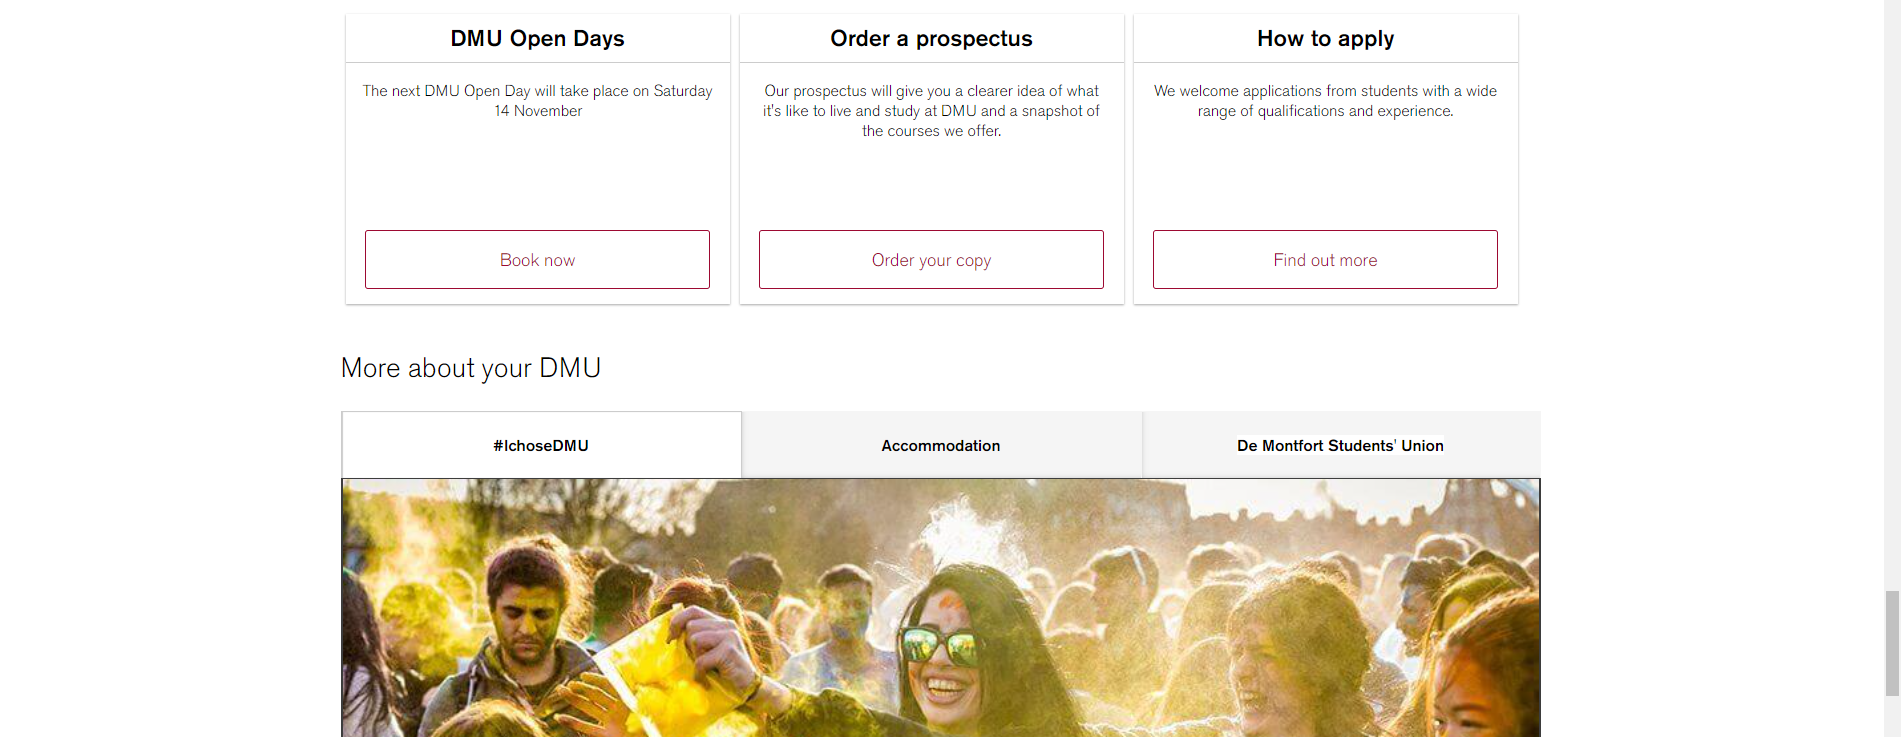 DMU Open Days
The next DMU Open Day will take place on Saturday
14 November
Book now
Order a prospectus
Our prospectus will give you a clearer idea of what
it's like to live and study at DMU and a snapshot of
the courses we offer.
Order your copy
How to apply
We welcome applications from students with a wide
range of qualifications and experience.
Find out more
More about your DMU
#IchoseDMU
Accommodation
De Montfort Students' Union